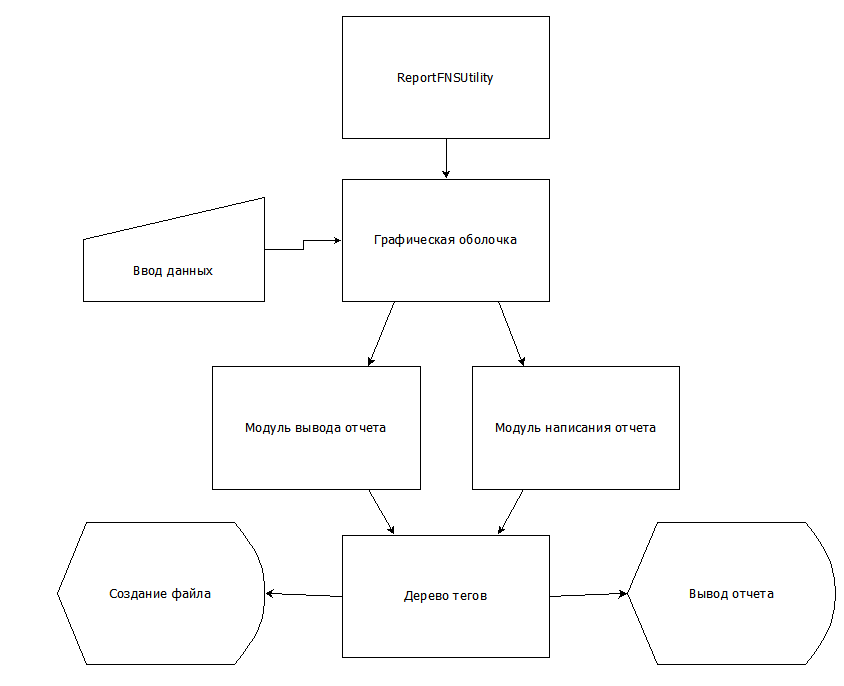 ReportFNSUtility
Графическая оболочка
Ввод данных
Модуль вывода отчета
Модуль написания отчета
Создание файла
Дерево тегов
Вывод отчета